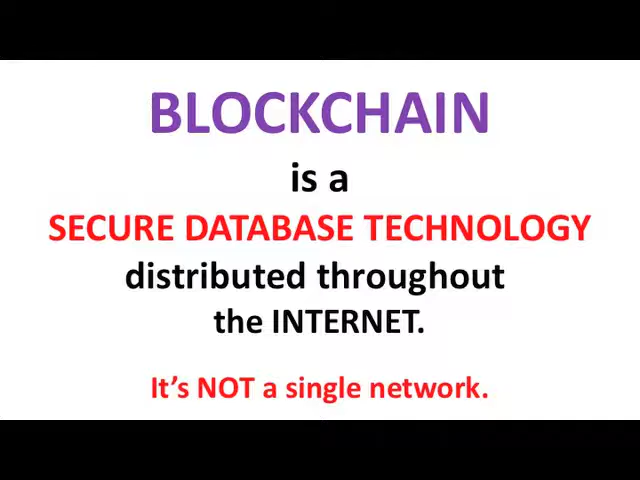 BLOCKCHAIN
is a
SECURE DATABASE TECHNOLOGY
distributed throughout
the INTERNET.
It’s NOT a single network.